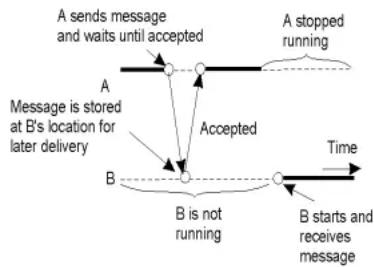 A sends message
and waits until accepted
A stopped
running
A
Message is stored
at B's location for
later delivery
Accepted
Time
B
B is not
running
B starts and
receives
message